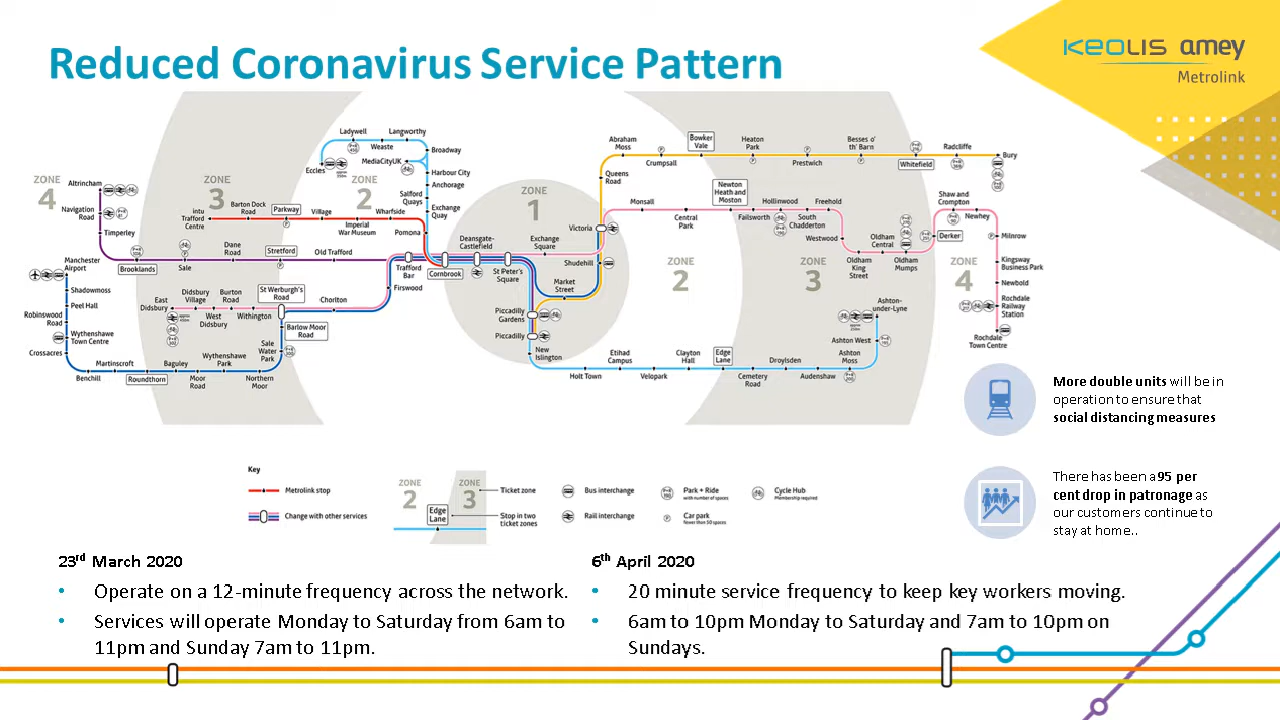 Reduced Coronavirus Service Pattern
KEOLIS amey
Metrolink
ZONE
4
ZONE
3
ZONE
2
ZONE
1
ZONE
2
ZONE
3
ZONE
4
Altrincham
Navigation
Road
Timperley
Brooklands
Sale
Dane
Road
Stretford
Old Trafford
Trafford
Bar
Cornbrook
Deansgate-
Castlefield
St Peter's
Square
intu
Trafford
Centre
Barton Dock
Road
Parkway
Village
Imperial
War Museum
Wharfside
Pomona
Eccles
Ladywell
Weaste
Langworthy
Broadway
MediaCityUK
Harbour City
Anchorage
Salford
Quays
Exchange
Quay
Manchester
Airport
Shadowmoss
Peel Hall
Robinswood
Road
Wythenshawe
Town Centre
Crossacres
Benchill
Martinscroft
Roundthorn
Baguley
Moor
Road
Wythenshawe
Park
Northern
Moor
Sale
Water
Park
Barlow Moor
Road
St Werburgh's
Road
Chorlton
Firswood
East
Didsbury
Didsbury
Village
West
Didsbury
Burton
Road
Withington
Exchange
Square
Victoria
Shudehill
Market
Street
Piccadilly
Gardens
Piccadilly
New
Islington
Holt Town
Etihad
Campus
Velopark
Clayton
Hall
Edge
Lane
Cemetery
Road
Droylsden
Audenshaw
Ashton
Moss
Ashton West
Ashton-
under-Lyne
Queens
Road
Abraham
Moss
Crumpsall
Bowker
Vale
Heaton
Park
Prestwich
Besses o'
th' Barn
Whitefield
Radcliffe
Bury
Monsall
Central
Park
Newton
Heath and
Moston
Failsworth
Hollinwood
South
Chadderton
Freehold
Westwood
Oldham
King
Street
Oldham
Central
Oldham
Mumps
Derker
Shaw and
Crompton
Newhey
Milnrow
Kingsway
Business Park
Newbold
Rochdale
Railway
Station
Rochdale
Town Centre
More double units will be in
operation to ensure that
social distancing measures
There has been a 95 per
cent drop in patronage as
our customers continue to
stay at home..
Key
Metrolink stop
Change with other services
ZONE
2
ZONE
3
Edge
Lane
Ticket zone
Stop in two
ticket zones
Bus interchange
Rail interchange
Park + Ride
with number of spaces
Car park
fewer than 50 spaces
Cycle Hub
Membership required
23rd March 2020
• Operate on a 12-minute frequency across the network.
• Services will operate Monday to Saturday from 6am to
11pm and Sunday 7am to 11pm.
6th April 2020
• 20 minute service frequency to keep key workers moving.
• 6am to 10pm Monday to Saturday and 7am to 10pm on
Sundays.